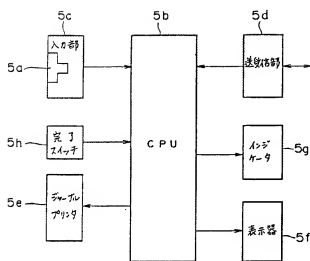 5c
5b
5d
入力部
5a
送受信部
5h
完了
スイッチ
CPU
インジ
ケータ
5g
5e
ジャーナル
プリンタ
表示器
5f